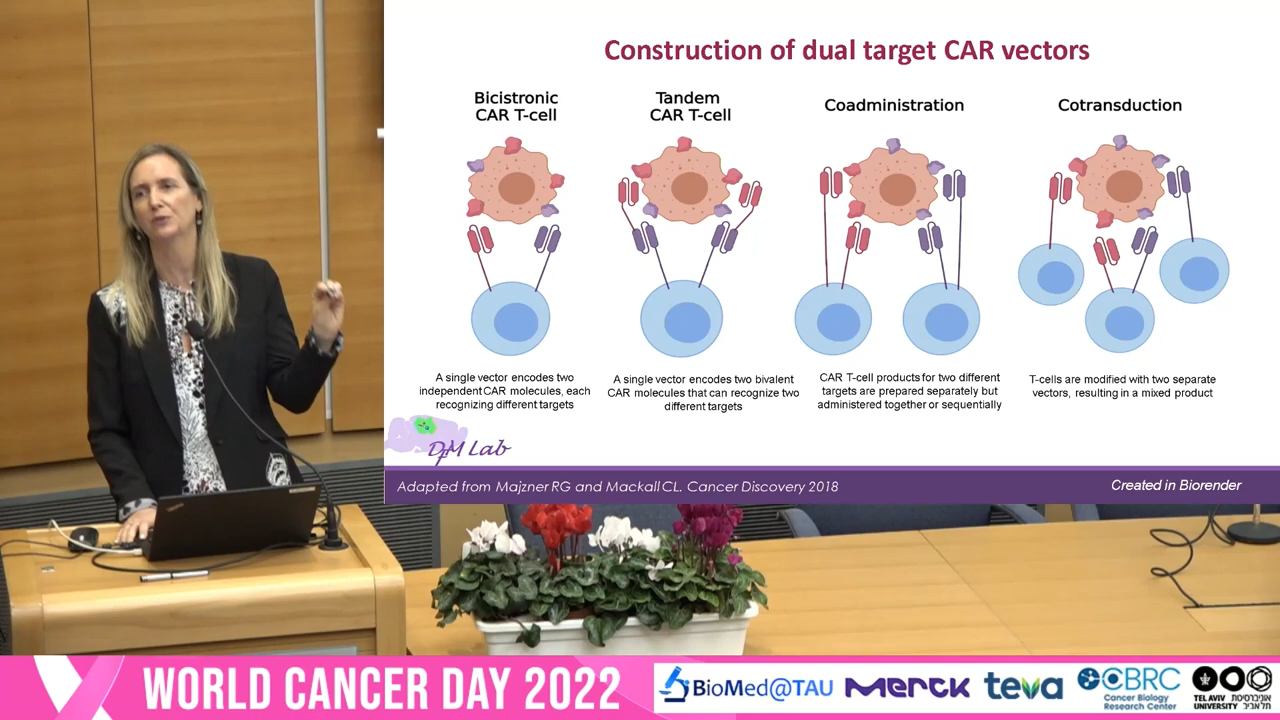 Construction of dual target CAR vectors
Bicistronic
CAR T-cell
Tandem
CAR T-cell
Coadministration
Cotransduction
A single vector encodes two
independent CAR molecules, each
recognizing different targets
A single vector encodes two bivalent
CAR molecules that can recognize two
different targets
CAR T-cell products for two different
targets are prepared separately but
administered together or sequentially
T-cells are modified with two separate
vectors, resulting in a mixed product
DM Lab
Adapted from Majzner RG and Mackall CL. Cancer Discovery 2018
Created in Biorender
WORLD CANCER DAY 2022
BioMed@TAU
MERCK
teva
CBRC
Cancer Biology
Research Center
TEL AVIV אוניברסיטת
UNIVERSITY תל אביב